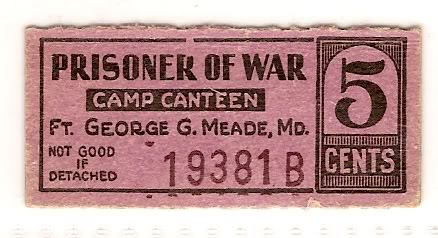 PRISONER OF WAR
CAMP CANTEEN
FT. GEORGE G. MEADE, MD.
NOT GOOD
IF
DETACHED
19381 B
5
CENTS